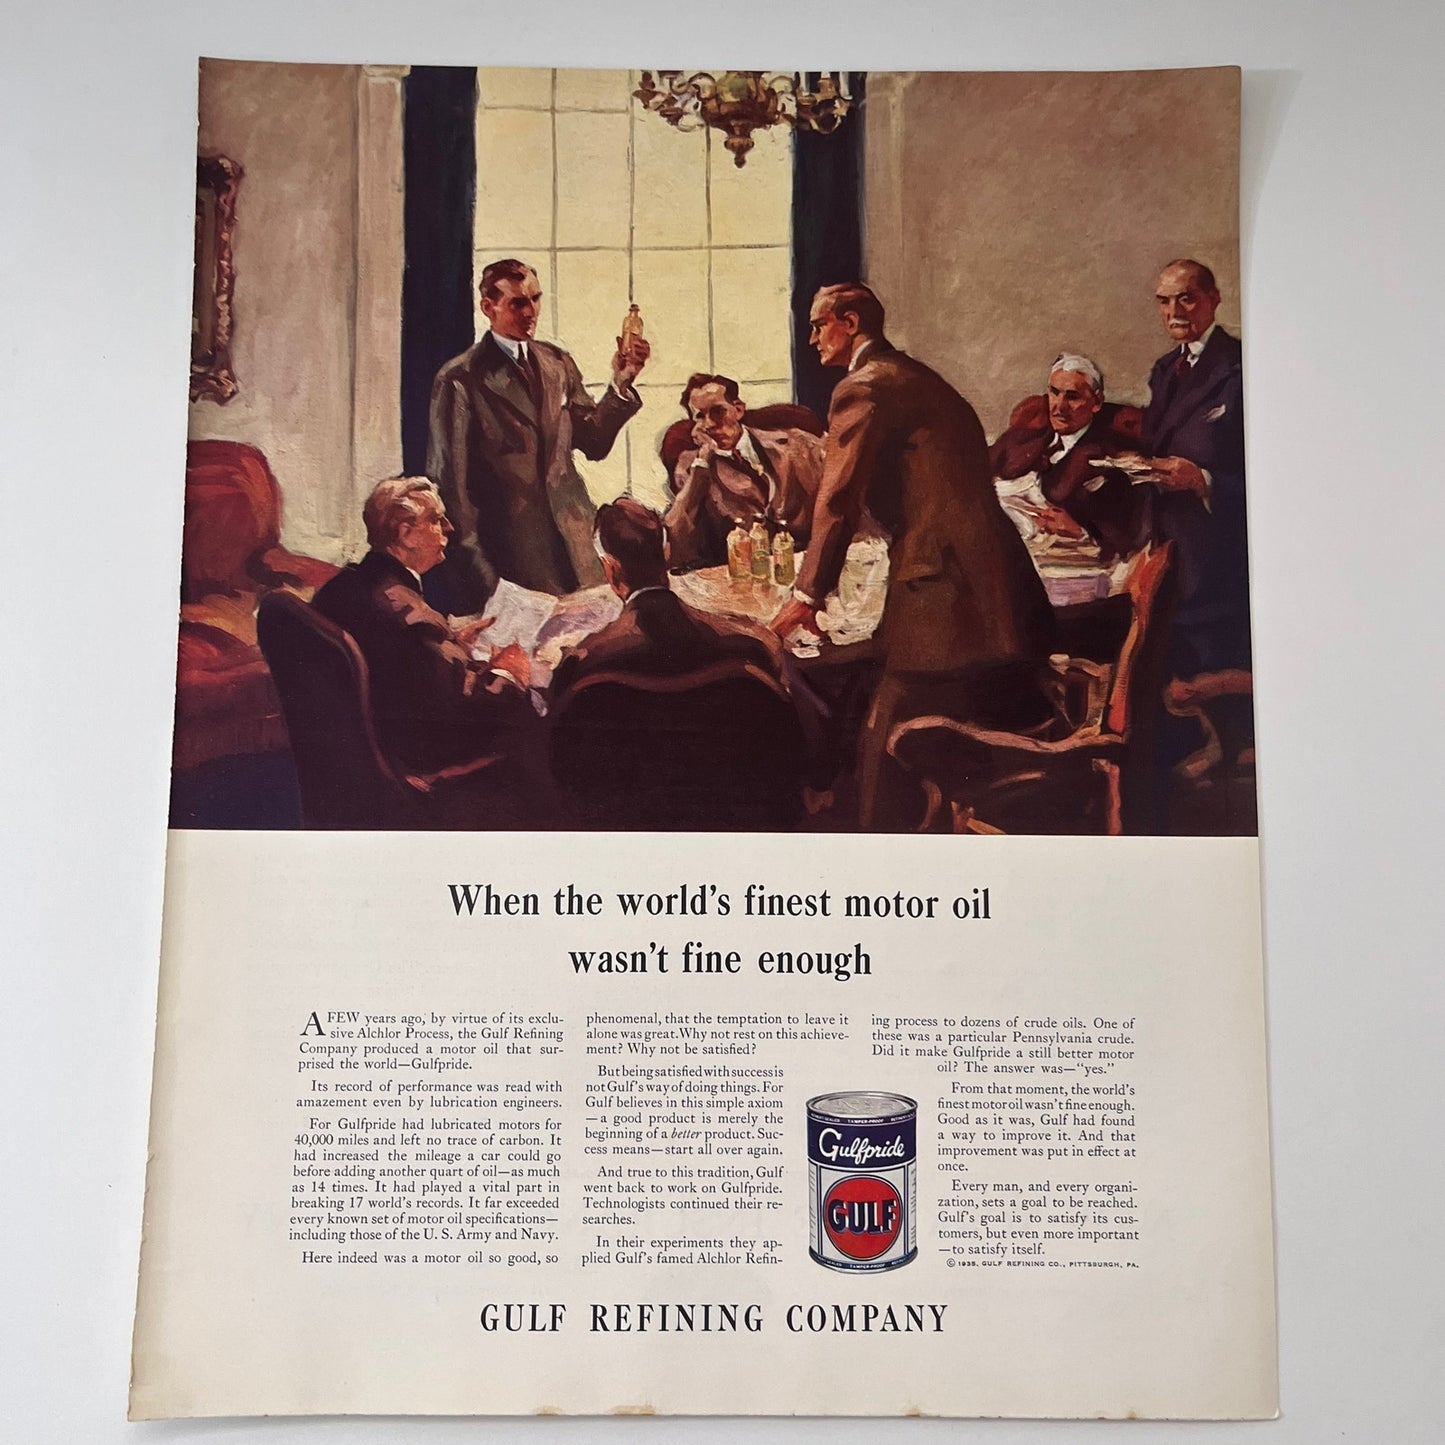 When the world's finest motor oil
wasn't fine enough
A FEW years ago, by virtue of its exclu-
sive Alchlor Process, the Gulf Refining
Company produced a motor oil that sur-
prised the world—Gulfpride.
Its record of performance was read with
amazement even by lubrication engineers.
For Gulfpride had lubricated motors for
40,000 miles and left no trace of carbon. It
had increased the mileage a car could go
before adding another quart of oil—as much
as 14 times. It had played a vital part in
breaking 17 world's records. It far exceeded
every known set of motor oil specifications—
including those of the U. S. Army and Navy.
Here indeed was a motor oil so good, so
phenomenal, that the temptation to leave it
alone was great. Why not rest on this achieve-
ment? Why not be satisfied?
But being satisfied with success is
not Gulf's way of doing things. For
Gulf believes in this simple axiom
—a good product is merely the
beginning of a better product. Suc-
cess means—start all over again.
And true to this tradition, Gulf
went back to work on Gulfpride.
Technologists continued their re-
searches.
In their experiments they ap-
plied Gulf's famed Alchlor Refin-
ing process to dozens of crude oils. One of
these was a particular Pennsylvania crude.
Did it make Gulfpride a still better motor
oil? The answer was—"yes."
From that moment, the world's
finest motor oil wasn't fine enough.
Good as it was, Gulf had found
a way to improve it. And that
improvement was put in effect at
once.
Every man, and every organi-
zation, sets a goal to be reached.
Gulf's goal is to satisfy its cus-
tomers, but even more important
—to satisfy itself.
© 1935, GULF REFINING CO., PITTSBURGH, PA.
TAMPER-PROOF
Gulfpride
GULF
TAMPER-PROOF
GULF REFINING COMPANY